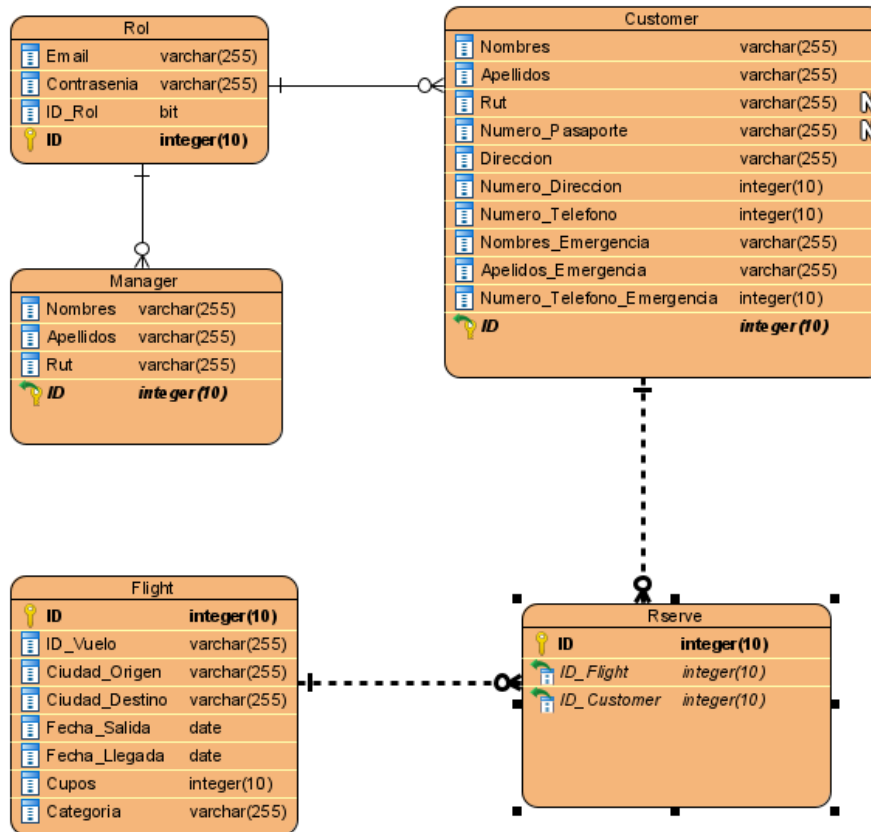 Rol
Email varchar(255)
Contrasenia varchar(255)
ID_Rol bit
ID integer(10)
Customer
Nombres varchar(255)
Apellidos varchar(255)
Rut varchar(255) N
Numero_Pasaporte varchar(255) N
Direccion varchar(255)
Numero_Direccion integer(10)
Numero_Telefono integer(10)
Nombres_Emergencia varchar(255)
Apelidos_Emergencia varchar(255)
Numero_Telefono_Emergencia integer(10)
ID integer(10)
Manager
Nombres varchar(255)
Apellidos varchar(255)
Rut varchar(255)
ID integer(10)
Flight
ID integer(10)
ID_Vuelo varchar(255)
Ciudad_Origen varchar(255)
Ciudad_Destino varchar(255)
Fecha_Salida date
Fecha_Llegada date
Cupos integer(10)
Categoria varchar(255)
Rserve
ID integer(10)
ID_Flight integer(10)
ID_Customer integer(10)